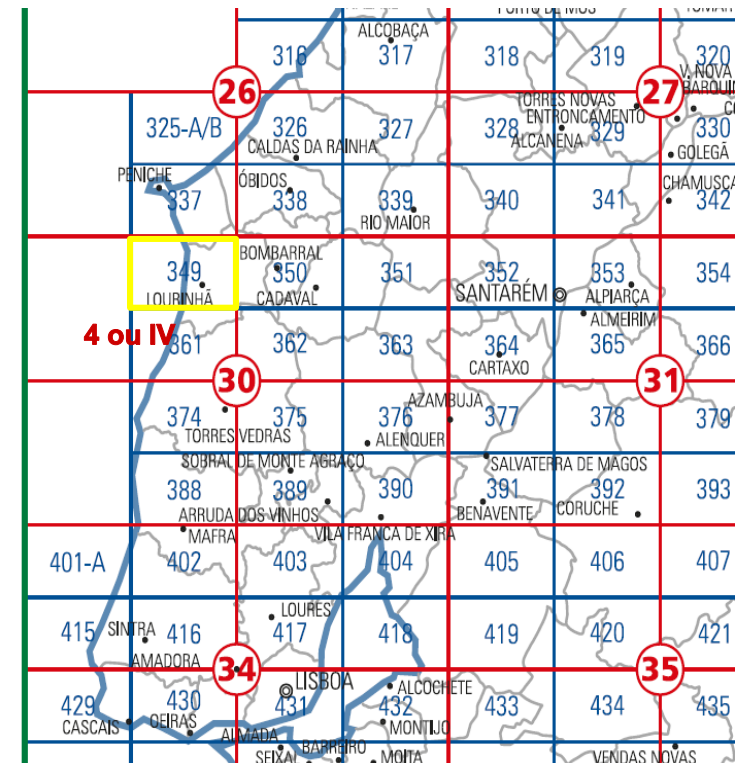 PORTO DE MÓS
ALCOBAÇA
316 317 318 319 320
26 27 V. NOVA
BARQUIN
TORRES NOVAS
ENTRONCAMENTO
325-A/B 326 327 328 329 330
CALDAS DA RAINHA ALCANENA
GOLEGÃ
PENICHE ÓBIDOS CHAMUSCA
337 338 339 340 341 342
RIO MAIOR
BOMBARRAL
349 350 351 352 353 354
LOURINHÃ CADAVAL SANTARÉM ALPIARÇA
ALMEIRIM
4 ou IV
361 362 363 364 365 366
CARTAXO
30 31
AZAMBUJA
374 375 376 377 378 379
TORRES VEDRAS ALENQUER
SOBRAL DE MONTE AGRAÇO SALVATERRA DE MAGOS
388 389 390 391 392 393
ARRUDA DOS VINHOS BENAVENTE CORUCHE
MAFRA VILA FRANCA DE XIRA
401-A 402 403 404 405 406 407
LOURES
415 SINTRA 416 417 418 419 420 421
AMADORA
34 35
LISBOA ALCOCHETE
429 430 431 432 433 434 435
CASCAIS OEIRAS MONTIJO
ALMADA
SEIXAL BARREIRO MOITA VENDAS NOVAS